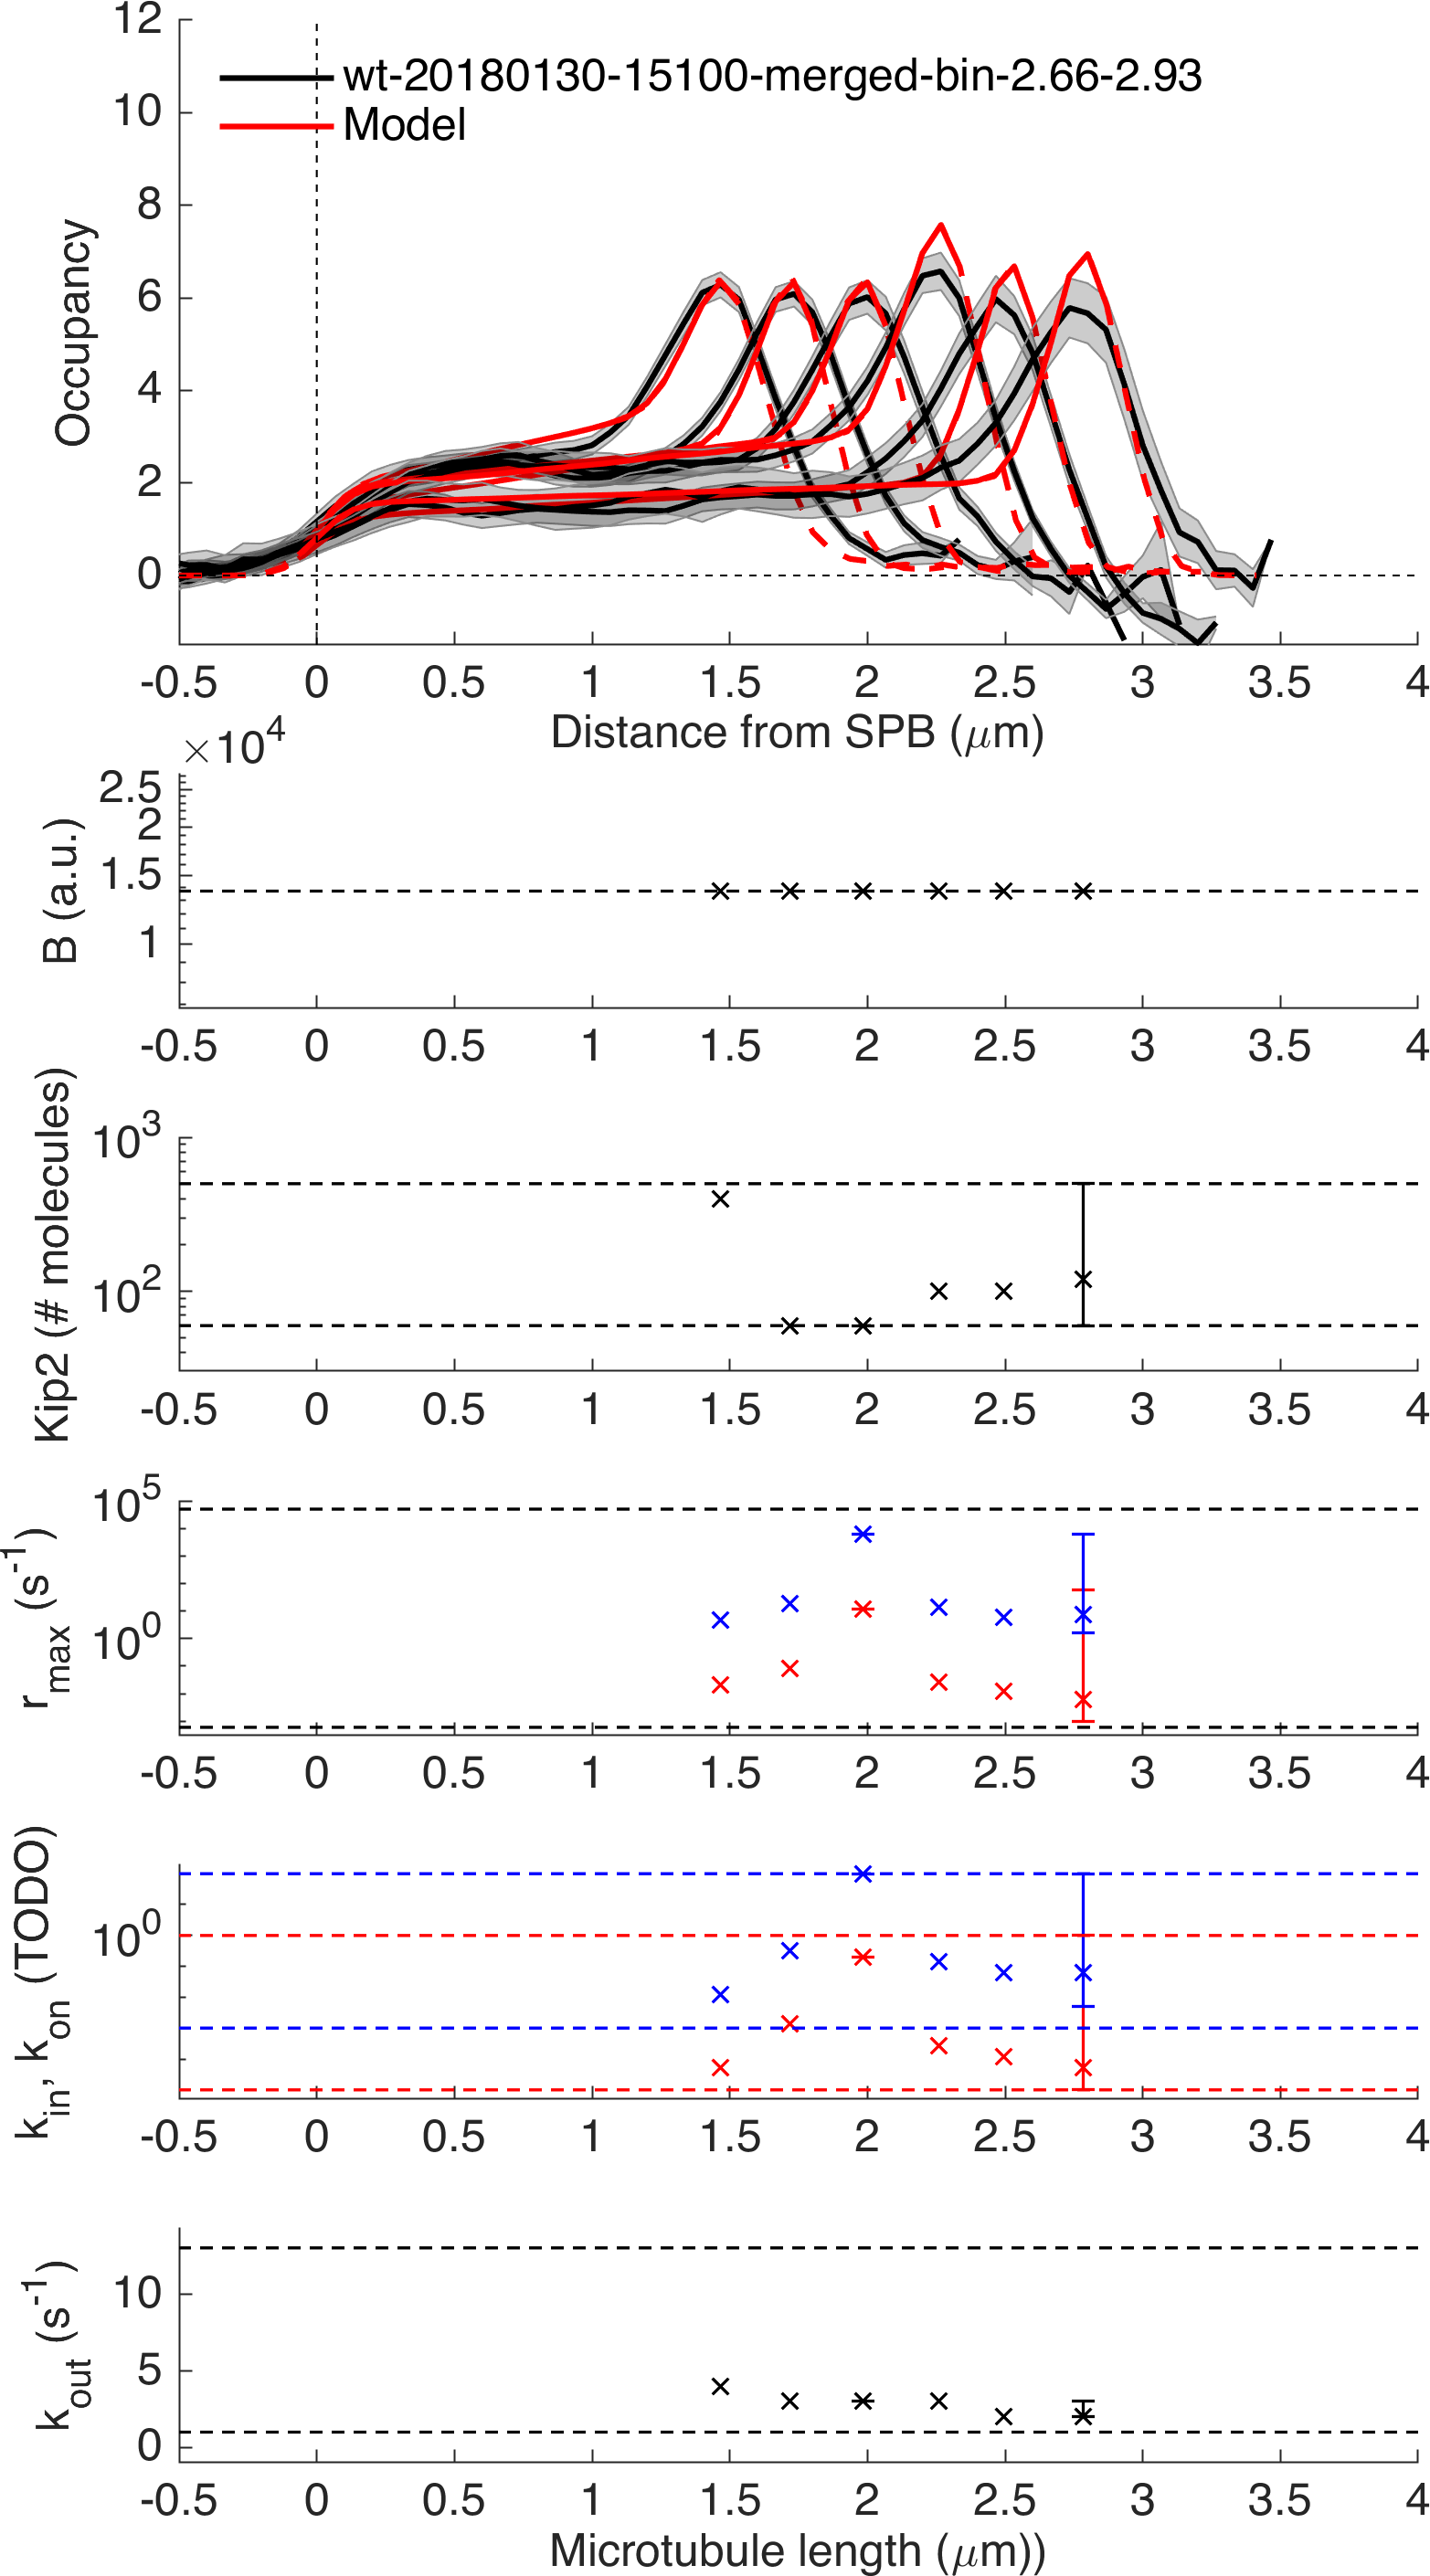 12
10
8
6
4
2
0
Occupancy
wt-20180130-15100-merged-bin-2.66-2.93
Model
-0.5 0 0.5 1 1.5 2 2.5 3 3.5 4
Distance from SPB (μm)
×10^4
2.5
2
1.5
1
B (a.u.)
-0.5 0 0.5 1 1.5 2 2.5 3 3.5 4
10^3
10^2
Kip2 (# molecules)
-0.5 0 0.5 1 1.5 2 2.5 3 3.5 4
10^5
10^0
r_max (s^-1)
-0.5 0 0.5 1 1.5 2 2.5 3 3.5 4
10^0
k_in, k_on (TODO)
-0.5 0 0.5 1 1.5 2 2.5 3 3.5 4
10
5
0
k_out (s^-1)
-0.5 0 0.5 1 1.5 2 2.5 3 3.5 4
Microtubule length (μm))